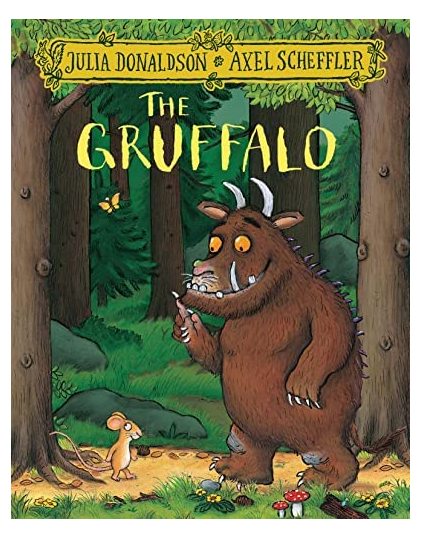 JULIA DONALDSON * AXEL SCHEFFLER
THE
GRUFFALO